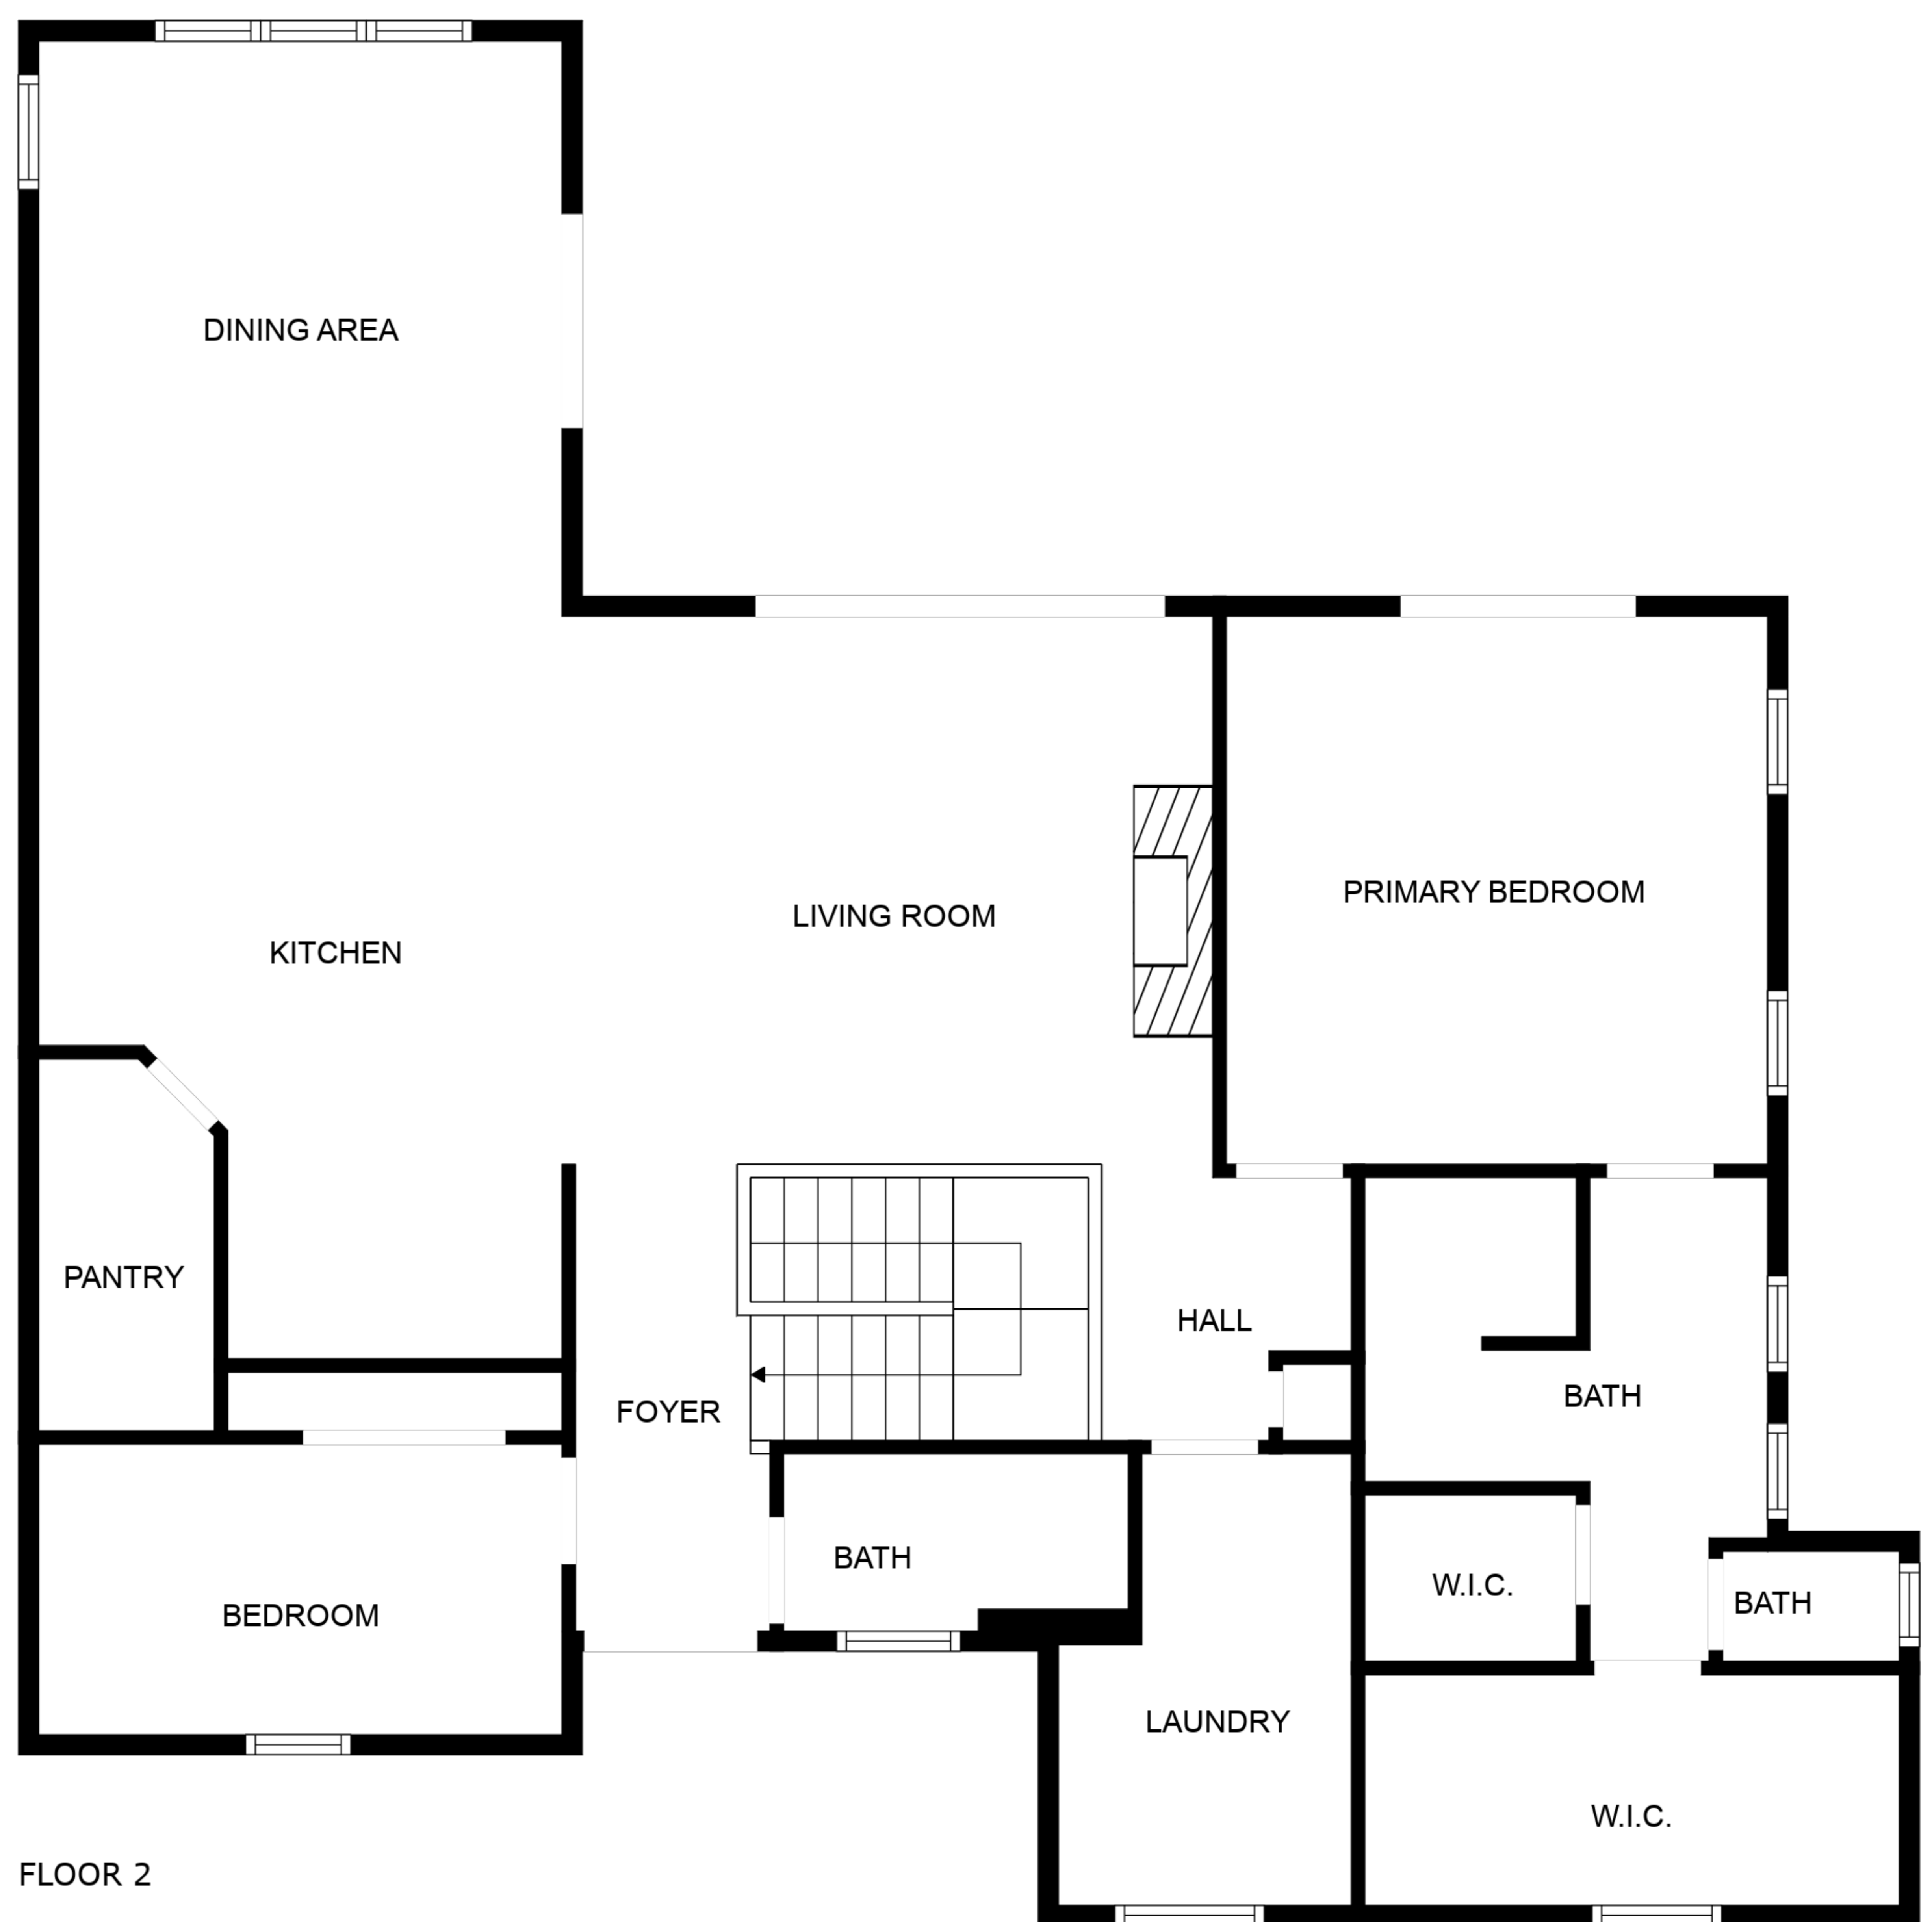 DINING AREA
PRIMARY BEDROOM
LIVING ROOM
KITCHEN
PANTRY
HALL
BATH
FOYER
BATH
W.I.C.
BATH
BEDROOM
LAUNDRY
W.I.C.
FLOOR 2